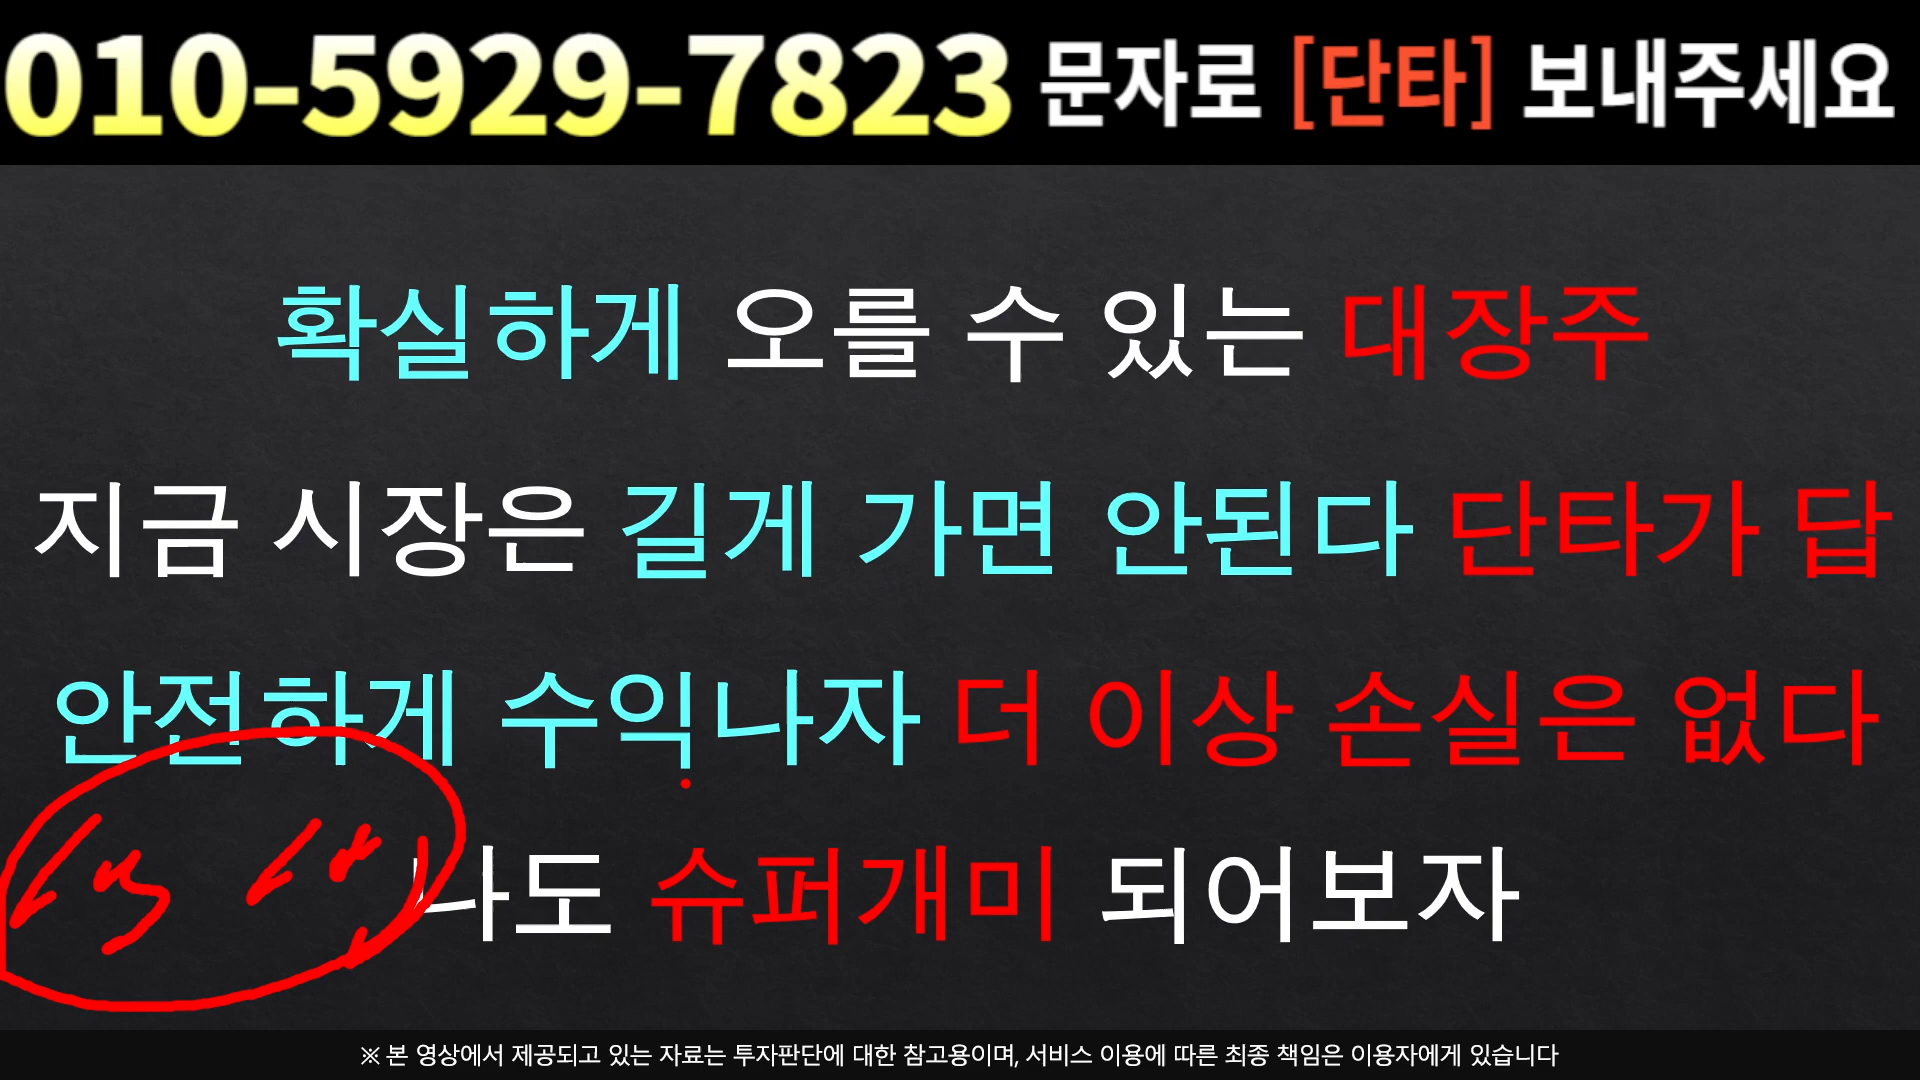 010-5929-7823 문자로 [단타] 보내주세요
확실하게 오를 수 있는 대장주
지금 시장은 길게 가면 안된다 단타가 답
안전하게 수익나자 더 이상 손실은 없다
나도 슈퍼개미 되어보자
※ 본 영상에서 제공되고 있는 자료는 투자판단에 대한 참고용이며, 서비스 이용에 따른 최종 책임은 이용자에게 있습니다